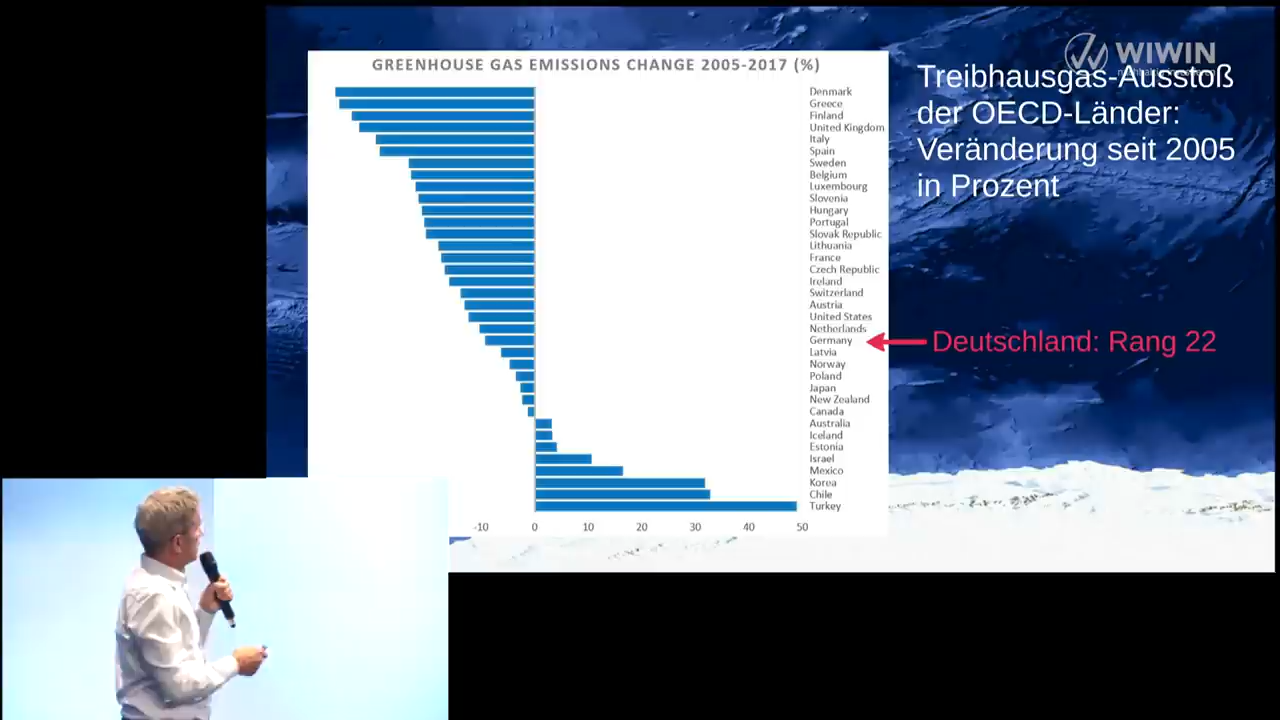 WIWIN
GREENHOUSE GAS EMISSIONS CHANGE 2005-2017 (%)
Treibhausgas-Ausstoß
der OECD-Länder:
Veränderung seit 2005
in Prozent
Denmark
Greece
Finland
United Kingdom
Italy
Spain
Sweden
Belgium
Luxembourg
Slovenia
Hungary
Portugal
Slovak Republic
Lithuania
France
Czech Republic
Ireland
Switzerland
Austria
United States
Netherlands
Germany
Deutschland: Rang 22
Latvia
Norway
Poland
Japan
New Zealand
Canada
Australia
Iceland
Estonia
Israel
Mexico
Korea
Chile
Turkey
-10 0 10 20 30 40 50